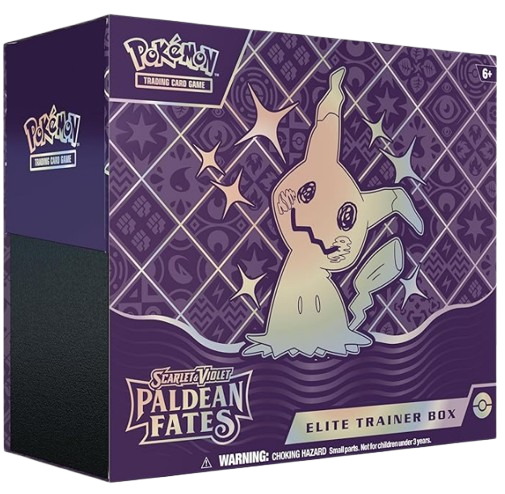 Pokémon
TRADING CARD GAME
6+
Pokémon
TRADING CARD GAME
SCARLET & VIOLET
PALDEAN
FATES
ELITE TRAINER BOX
WARNING: CHOKING HAZARD Small parts. Not for children under 3 years.